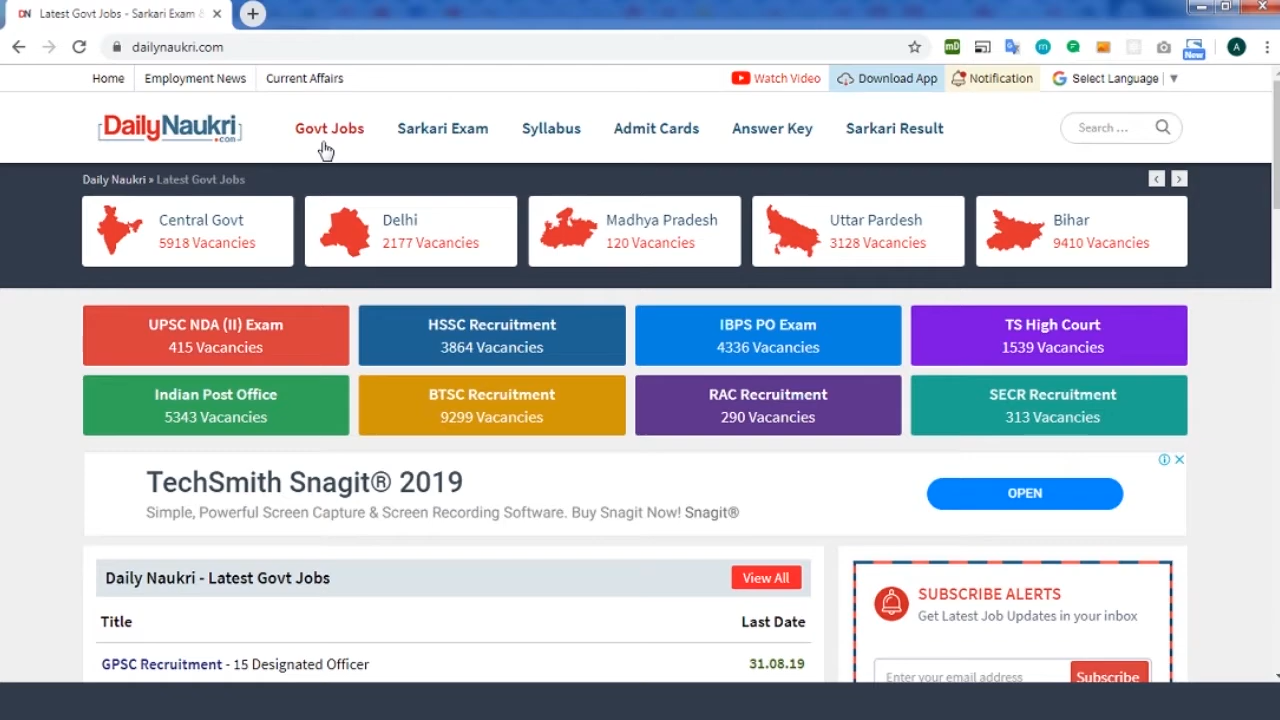 DN Latest Govt Jobs - Sarkari Exam &
dailynaukri.com
mD
New
A
Home Employment News Current Affairs Watch Video Download App Notification Select Language
DailyNaukri.com
Govt Jobs Sarkari Exam Syllabus Admit Cards Answer Key Sarkari Result Search ...
Daily Naukri » Latest Govt Jobs
Central Govt
5918 Vacancies
Delhi
2177 Vacancies
Madhya Pradesh
120 Vacancies
Uttar Pardesh
3128 Vacancies
Bihar
9410 Vacancies
UPSC NDA (II) Exam
415 Vacancies
HSSC Recruitment
3864 Vacancies
IBPS PO Exam
4336 Vacancies
TS High Court
1539 Vacancies
Indian Post Office
5343 Vacancies
BTSC Recruitment
9299 Vacancies
RAC Recruitment
290 Vacancies
SECR Recruitment
313 Vacancies
TechSmith Snagit® 2019
Simple, Powerful Screen Capture & Screen Recording Software. Buy Snagit Now! Snagit®
OPEN
Daily Naukri - Latest Govt Jobs View All
Title Last Date
GPSC Recruitment - 15 Designated Officer 31.08.19
SUBSCRIBE ALERTS
Get Latest Job Updates in your inbox
Enter your email address Subscribe